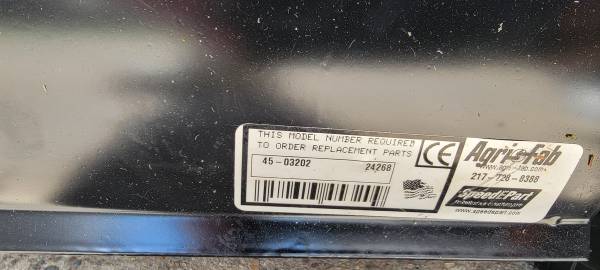 THIS MODEL NUMBER REQUIRED
TO ORDER REPLACEMENT PARTS
45-03202 24268
CE
Agri-Fab
www.agri-fab.com
217-728-8388
SpeedEPart
www.speedepart.com